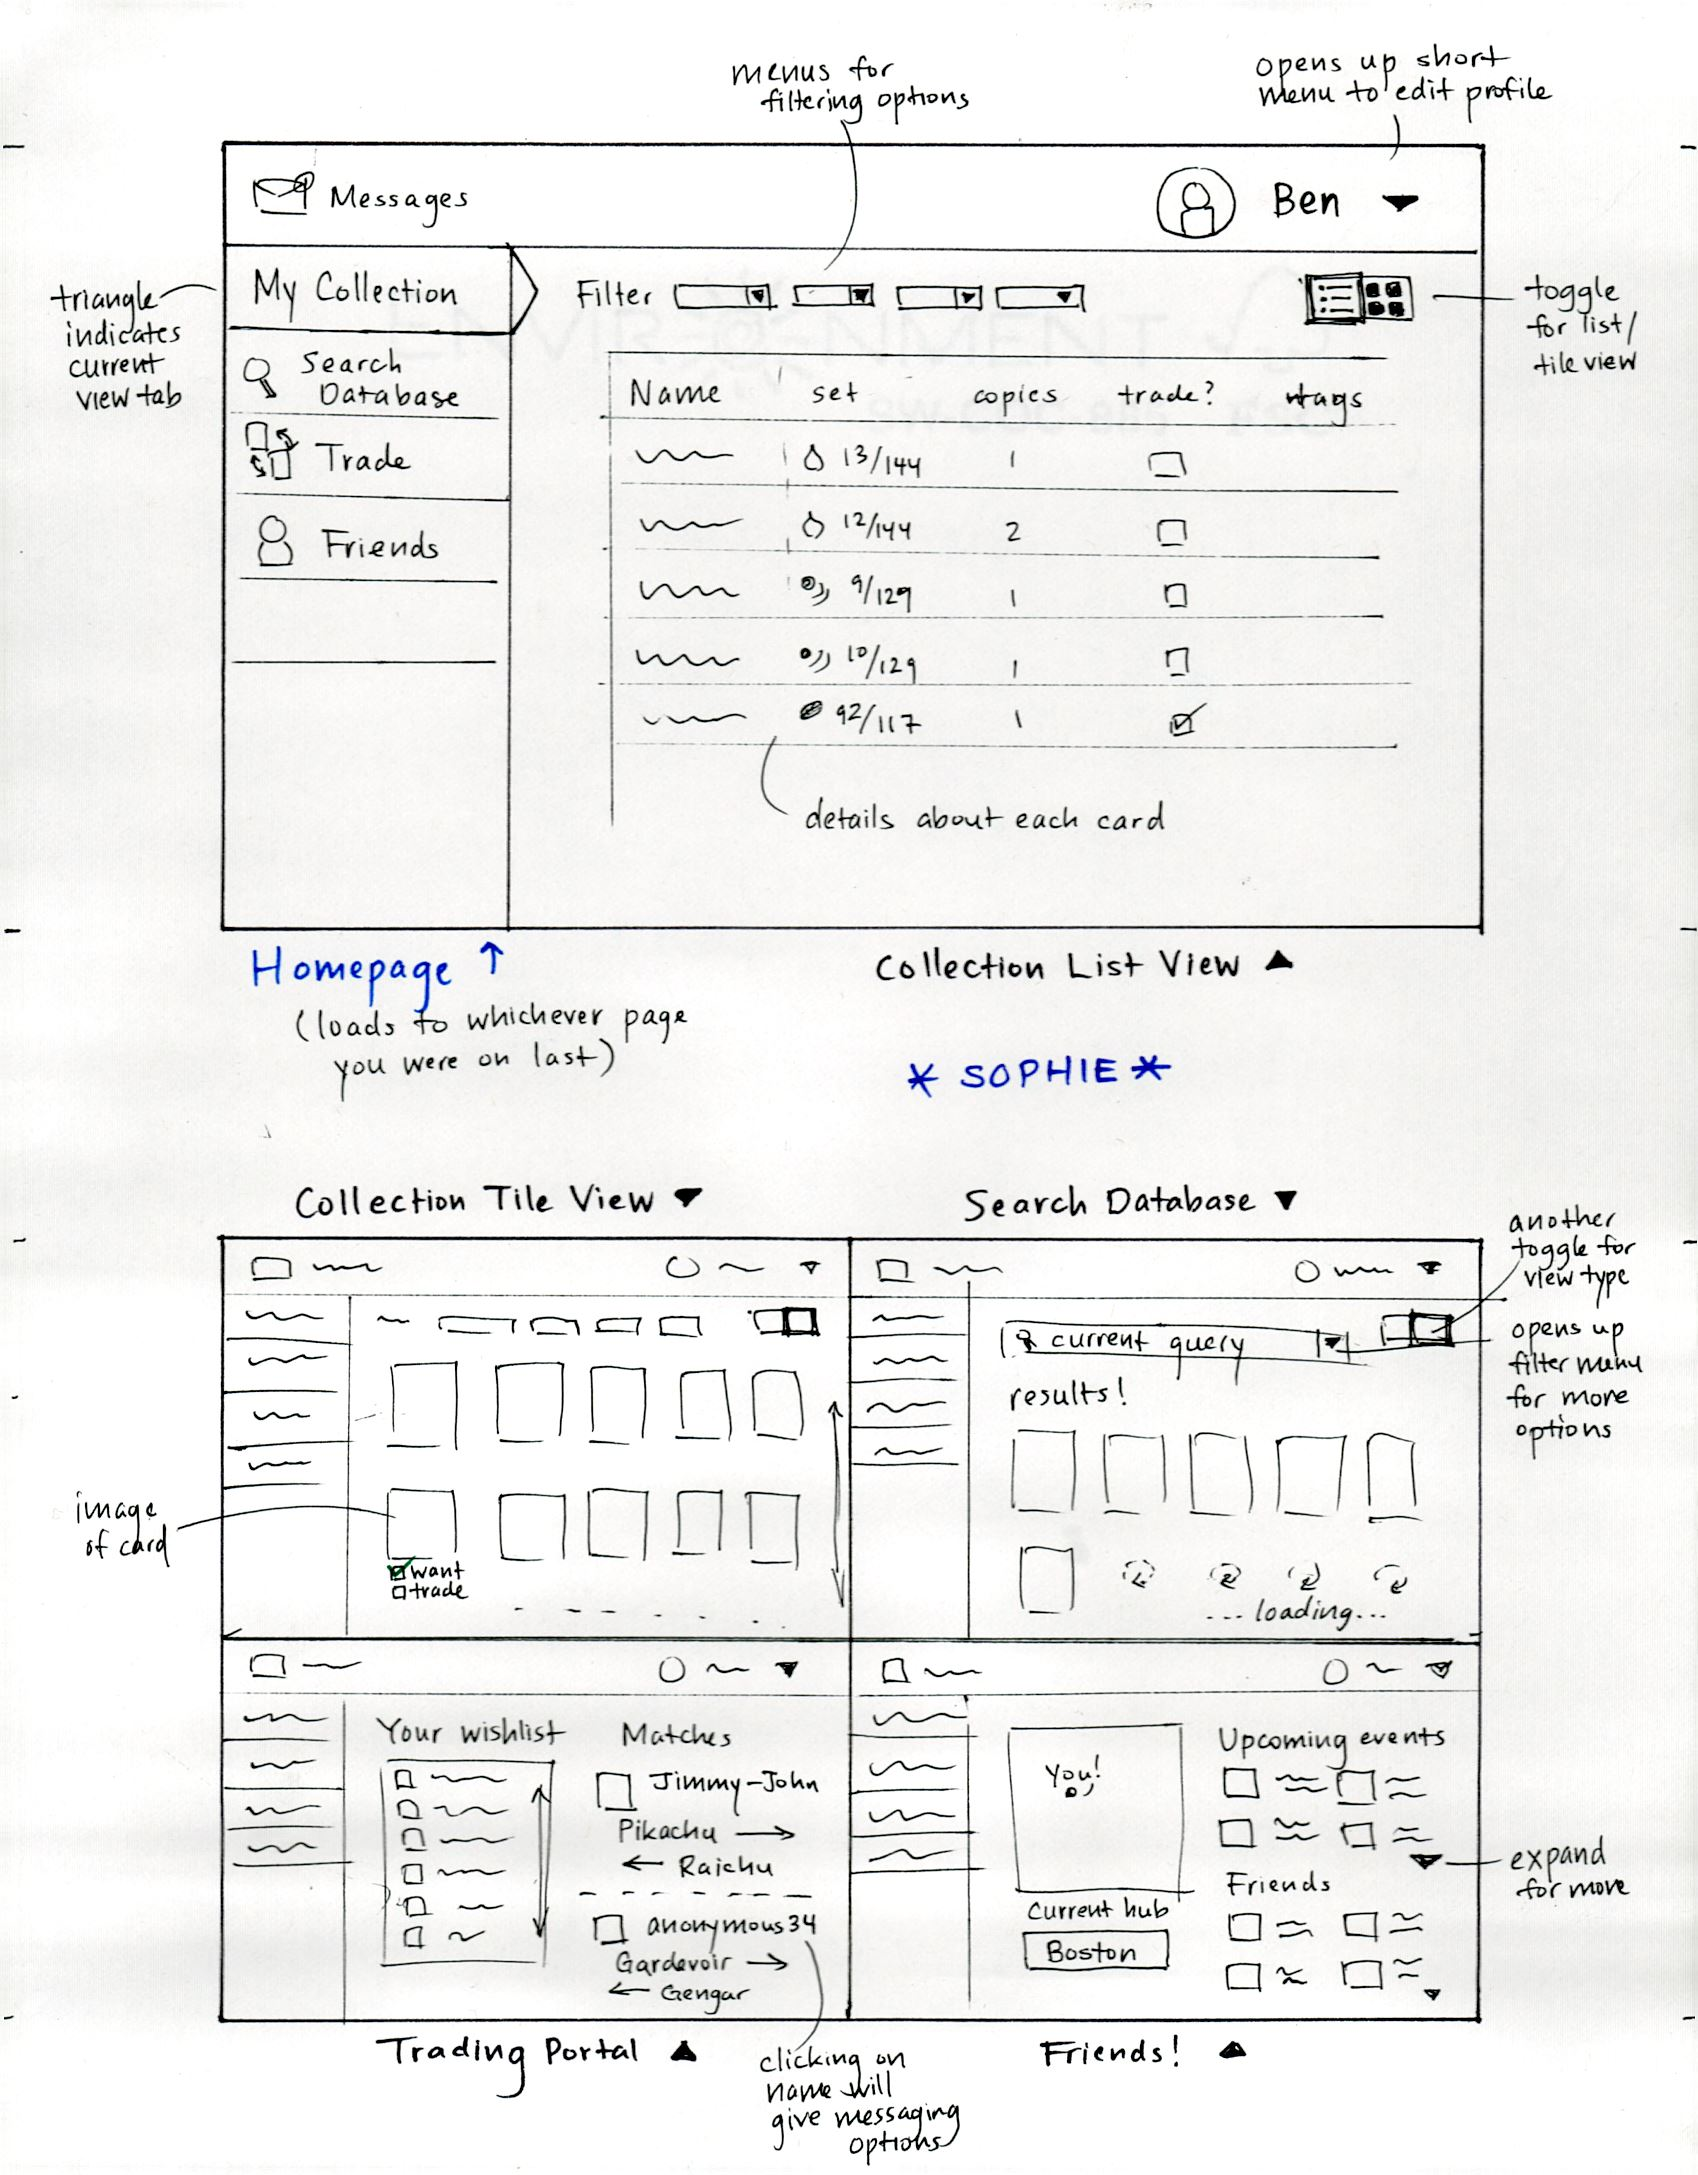 menus for
filtering options
opens up short
menu to edit profile
Messages
Ben
triangle
indicates
current
view tab
My Collection
Filter
toggle
for list/
tile view
Search
Database
Trade
Friends
Name set copies trade? tags
13/144 1
12/144 2
9/129 1
10/129 1
92/117 1
details about each card
Homepage ↑
(loads to whichever page
you were on last)
Collection List View ▲
* SOPHIE *
Collection Tile View ▼
Search Database ▼
another
toggle for
view type
opens up
filter menu
for more
options
current query
results!
image
of card
want
trade
... loading...
Your wishlist
Matches
Jimmy-John
Pikachu →
← Raichu
anonymous34
Gardevoir →
← Gengar
You!
Current hub
Boston
Upcoming events
Friends
expand
for more
Trading Portal ▲
clicking on
name will
give messaging
options
Friends! ▲